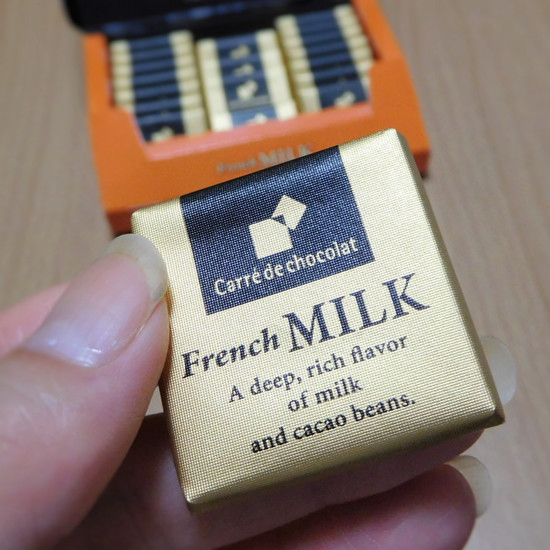 French MILK
Carré de chocolat
French MILK
A deep, rich flavor
of milk
and cacao beans.